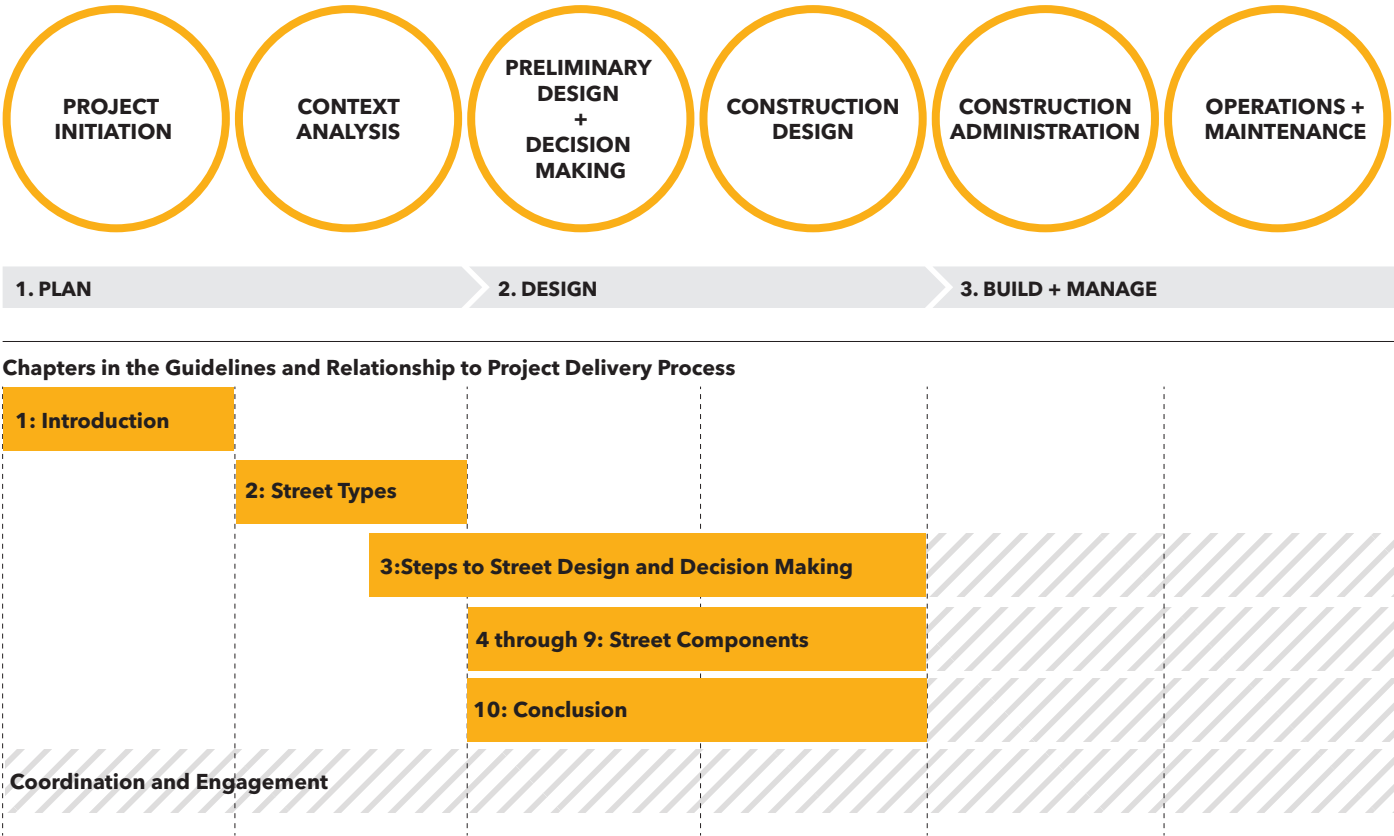 PROJECT
INITIATION
CONTEXT
ANALYSIS
PRELIMINARY
DESIGN
+
DECISION
MAKING
CONSTRUCTION
DESIGN
CONSTRUCTION
ADMINISTRATION
OPERATIONS +
MAINTENANCE
1. PLAN
2. DESIGN
3. BUILD + MANAGE
Chapters in the Guidelines and Relationship to Project Delivery Process
1: Introduction
2: Street Types
3:Steps to Street Design and Decision Making
4 through 9: Street Components
10: Conclusion
Coordination and Engagement